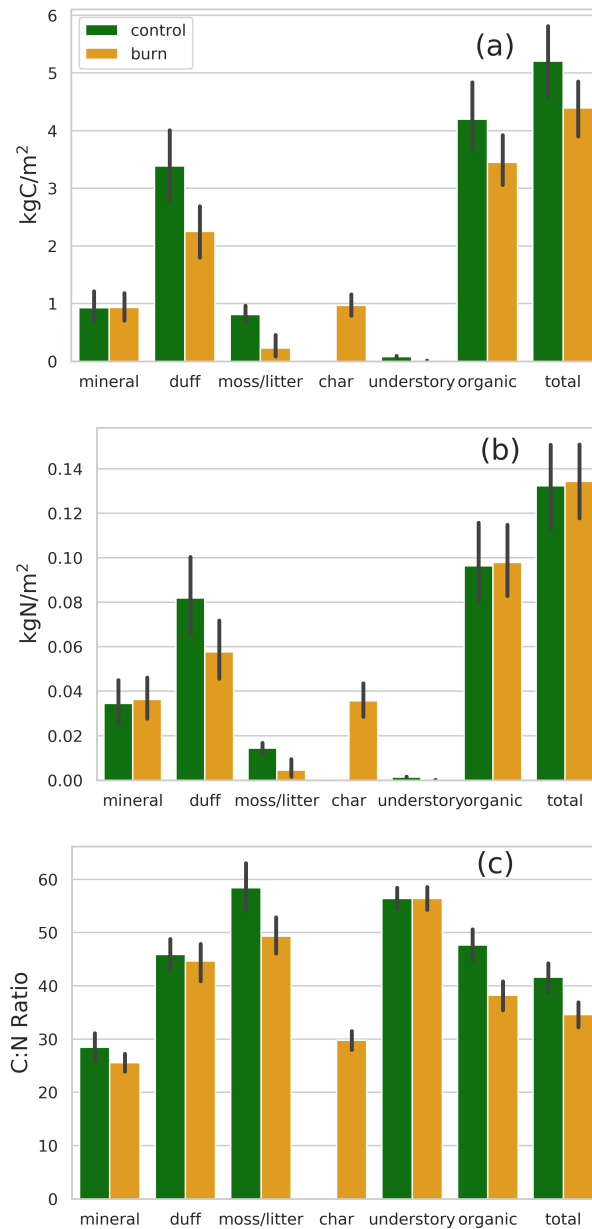 6
(a)
control
burn
5
4
3
2
1
0
kgC/m²
mineral duff moss/litter char understory organic total
(b)
0.14
0.12
0.10
0.08
0.06
0.04
0.02
0.00
kgN/m²
mineral duff moss/litter char understory organic total
(c)
60
50
40
30
20
10
0
C:N Ratio
mineral duff moss/litter char understory organic total